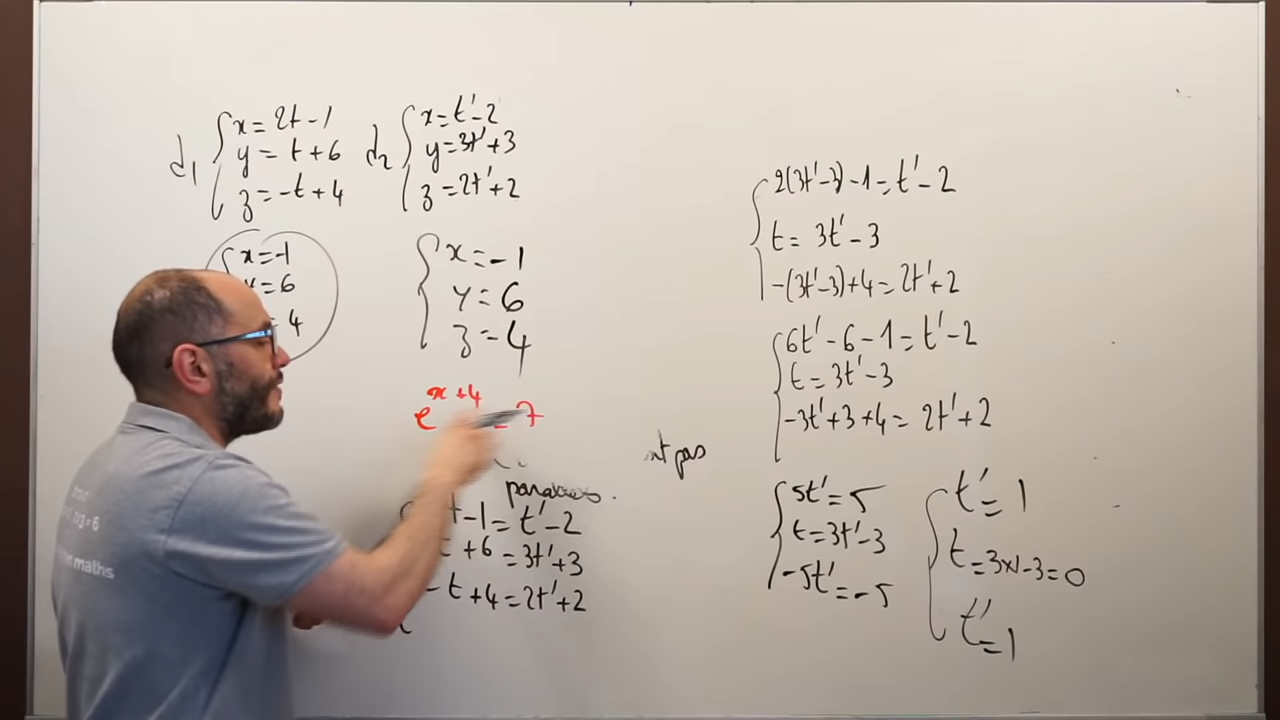 d₁ { x = 2t - 1
y = t + 6
z = -t + 4
d₂ { x = t' - 2
y = 3t' + 3
z = 2t' + 2
x = -1
= 6
4
{ x = -1
y = 6
z = 4
e^{x+4} = 7
pas
-1 = t' - 2
+6 = 3t' + 3
-t + 4 = 2t' + 2
{ 2(3t' - 3) - 1 = t' - 2
t = 3t' - 3
-(3t' - 3) + 4 = 2t' + 2
{ 6t' - 6 - 1 = t' - 2
t = 3t' - 3
-3t' + 3 + 4 = 2t' + 2
{ 5t' = 5
t = 3t' - 3
-5t' = -5
{ t' = 1
t = 3×1 - 3 = 0
t' = 1
= 6
maths